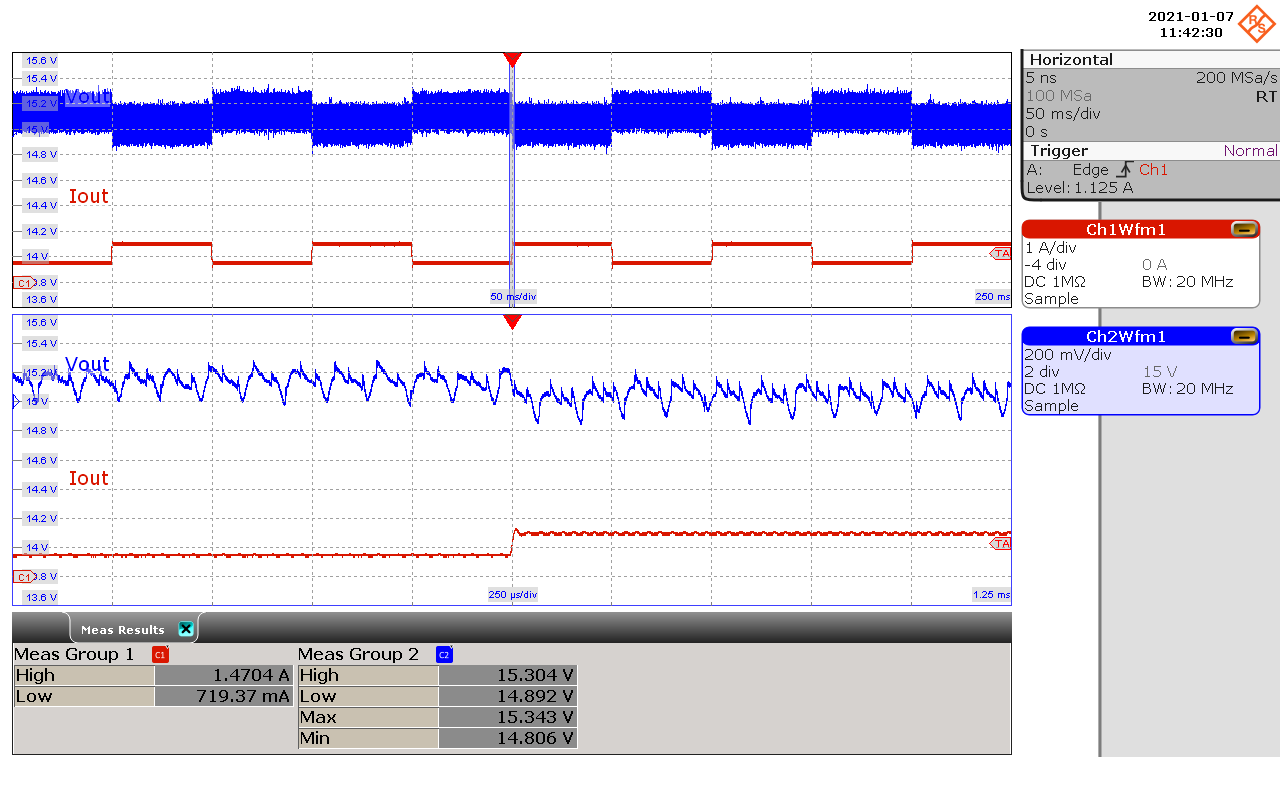 2021-01-07
11:42:30
R/S
15.6 V
15.4 V
15.2 V
Vout
15 V
14.8 V
14.6 V
Iout
14.4 V
14.2 V
14 V
C1 13.8 V
TA
13.6 V
50 ms/div
250 ms
15.6 V
15.4 V
Vout
15.2 V
15 V
14.8 V
14.6 V
Iout
14.4 V
14.2 V
14 V
TA
C1 13.8 V
13.6 V
250 µs/div
1.25 ms
Horizontal
5 ns 200 MSa/s
100 MSa RT
50 ms/div
0 s
Trigger Normal
A: Edge Ch1
Level: 1.125 A
Ch1Wfm1
1 A/div
-4 div 0 A
DC 1MΩ BW: 20 MHz
Sample
Ch2Wfm1
200 mV/div
2 div 15 V
DC 1MΩ BW: 20 MHz
Sample
Meas Results
Meas Group 1 C1
High 1.4704 A
Low 719.37 mA
Meas Group 2 C2
High 15.304 V
Low 14.892 V
Max 15.343 V
Min 14.806 V